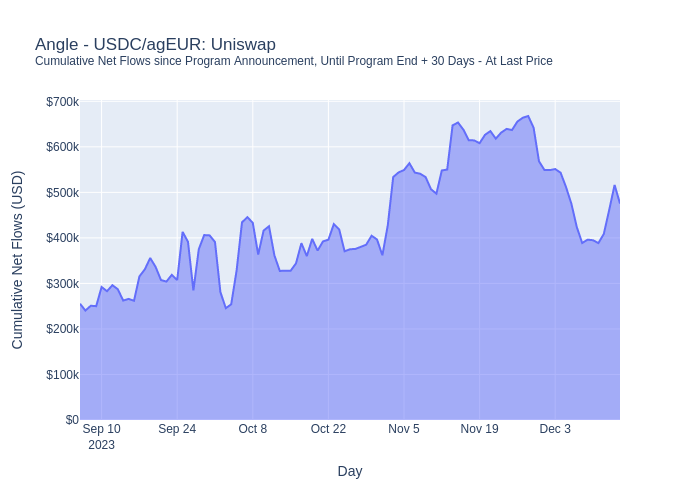 Angle - USDC/agEUR: Uniswap
Cumulative Net Flows since Program Announcement, Until Program End + 30 Days - At Last Price
Cumulative Net Flows (USD)
$700k
$600k
$500k
$400k
$300k
$200k
$100k
$0
Sep 10 Sep 24 Oct 8 Oct 22 Nov 5 Nov 19 Dec 3
2023
Day